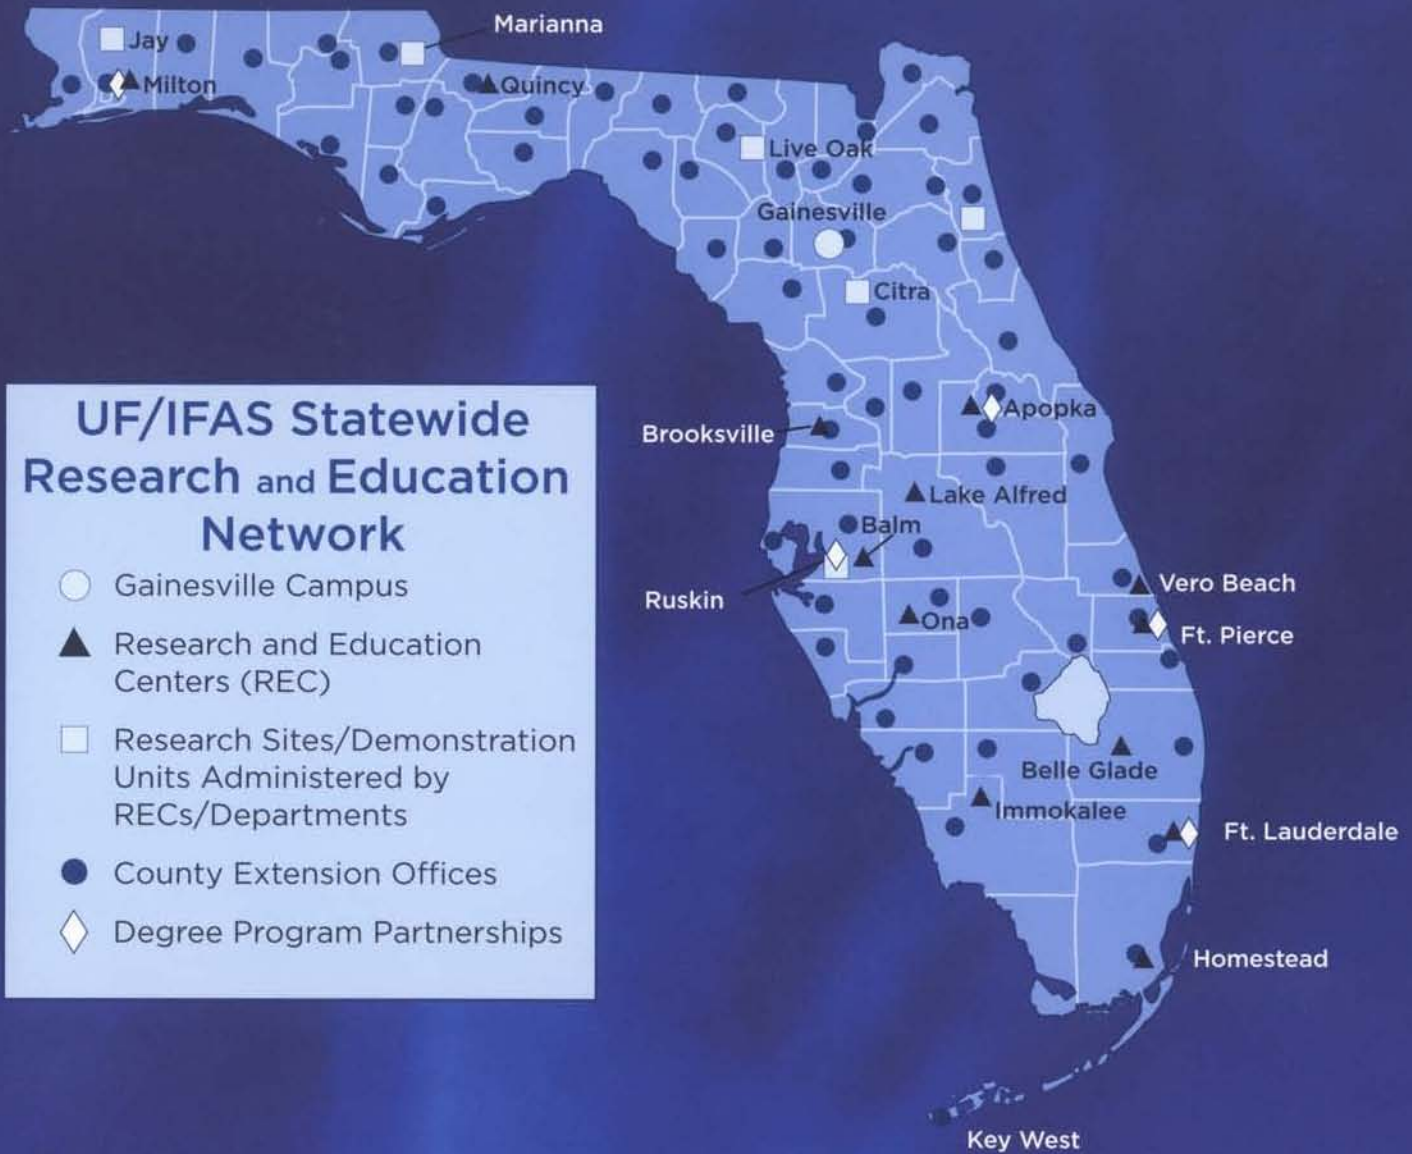 Marianna
Jay
Milton
Quincy
Live Oak
Gainesville
Citra
UF/IFAS Statewide
Research and Education
Network
Gainesville Campus
Research and Education
Centers (REC)
Research Sites/Demonstration
Units Administered by
RECs/Departments
County Extension Offices
Degree Program Partnerships
Apopka
Brooksville
Lake Alfred
Balm
Ruskin
Vero Beach
Ona
Ft. Pierce
Belle Glade
Immokalee
Ft. Lauderdale
Homestead
Key West